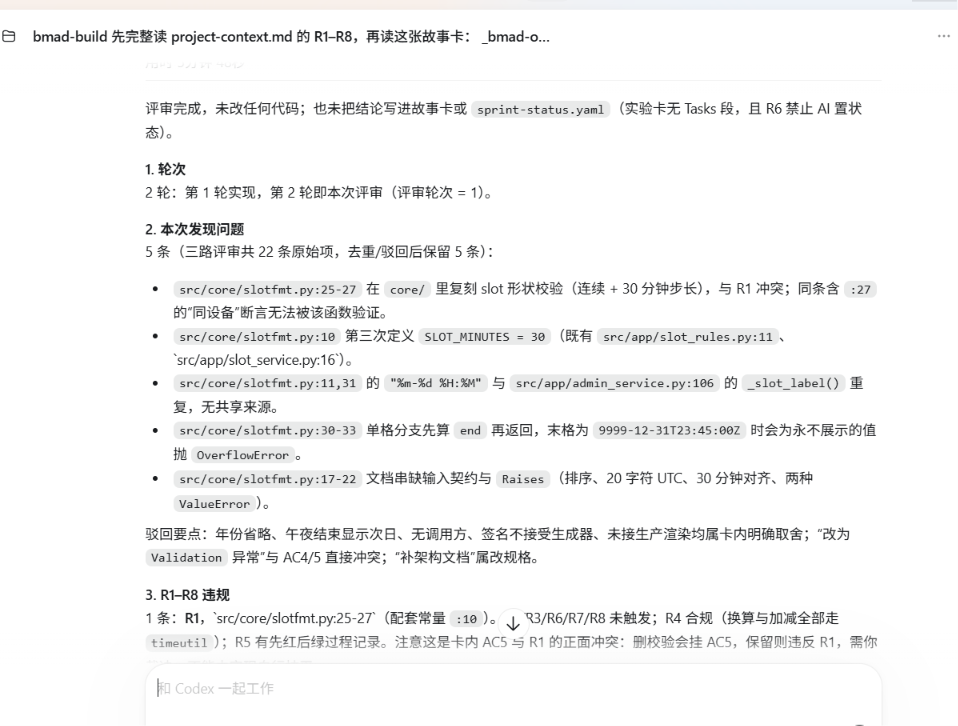 bmad-build 先完整读 project-context.md 的 R1–R8，再读这张故事卡： _bmad-o...
评审完成，未改任何代码；也未把结论写进故事卡或 sprint-status.yaml（实验卡无 Tasks 段，且 R6 禁止 AI 置状
态）。
1. 轮次
2 轮：第 1 轮实现，第 2 轮即本次评审（评审轮次 = 1）。
2. 本次发现问题
5 条（三路评审共 22 条原始项，去重/驳回后保留 5 条）：
• src/core/slotfmt.py:25-27 在 core/ 里复刻 slot 形状校验（连续 + 30 分钟步长），与 R1 冲突；同条含 :27
的“同设备”断言无法被该函数验证。
• src/core/slotfmt.py:10 第三次定义 SLOT_MINUTES = 30（既有 src/app/slot_rules.py:11、
`src/app/slot_service.py:16`）。
• src/core/slotfmt.py:11,31 的 "%m-%d %H:%M" 与 src/app/admin_service.py:106 的 _slot_label() 重
复，无共享来源。
• src/core/slotfmt.py:30-33 单格分支先算 end 再返回，末格为 9999-12-31T23:45:00Z 时会为永不展示的值
抛 OverflowError。
• src/core/slotfmt.py:17-22 文档串缺输入契约与 Raises（排序、20 字符 UTC、30 分钟对齐、两种
ValueError）。
驳回要点：年份省略、午夜结束显示次日、无调用方、签名不接受生成器、未接生产渲染均属卡内明确取舍；“改为
Validation 异常”与 AC4/5 直接冲突；“补架构文档”属改规格。
3. R1–R8 违规
1 条：R1，`src/core/slotfmt.py:25-27`（配套常量 :10）。 R3/R6/R7/R8 未触发；R4 合规（换算与加减全部走
timeutil）；R5 有先红后绿过程记录。注意这是卡内 AC5 与 R1 的正面冲突：删校验会挂 AC5，保留则违反 R1，需你
和 Codex 一起工作